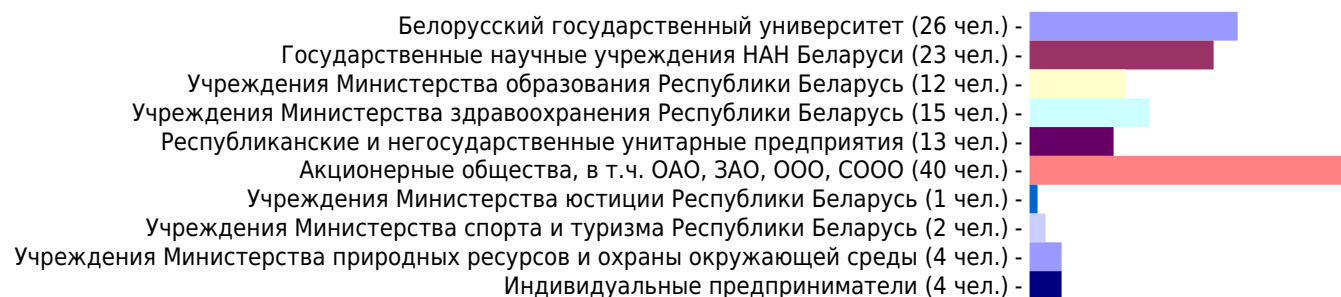 Белорусский государственный университет (26 чел.) -
Государственные научные учреждения НАН Беларуси (23 чел.) -
Учреждения Министерства образования Республики Беларусь (12 чел.) -
Учреждения Министерства здравоохранения Республики Беларусь (15 чел.) -
Республиканские и негосударственные унитарные предприятия (13 чел.) -
Акционерные общества, в т.ч. ОАО, ЗАО, ООО, СООО (40 чел.) -
Учреждения Министерства юстиции Республики Беларусь (1 чел.) -
Учреждения Министерства спорта и туризма Республики Беларусь (2 чел.) -
Учреждения Министерства природных ресурсов и охраны окружающей среды (4 чел.) -
Индивидуальные предприниматели (4 чел.) -